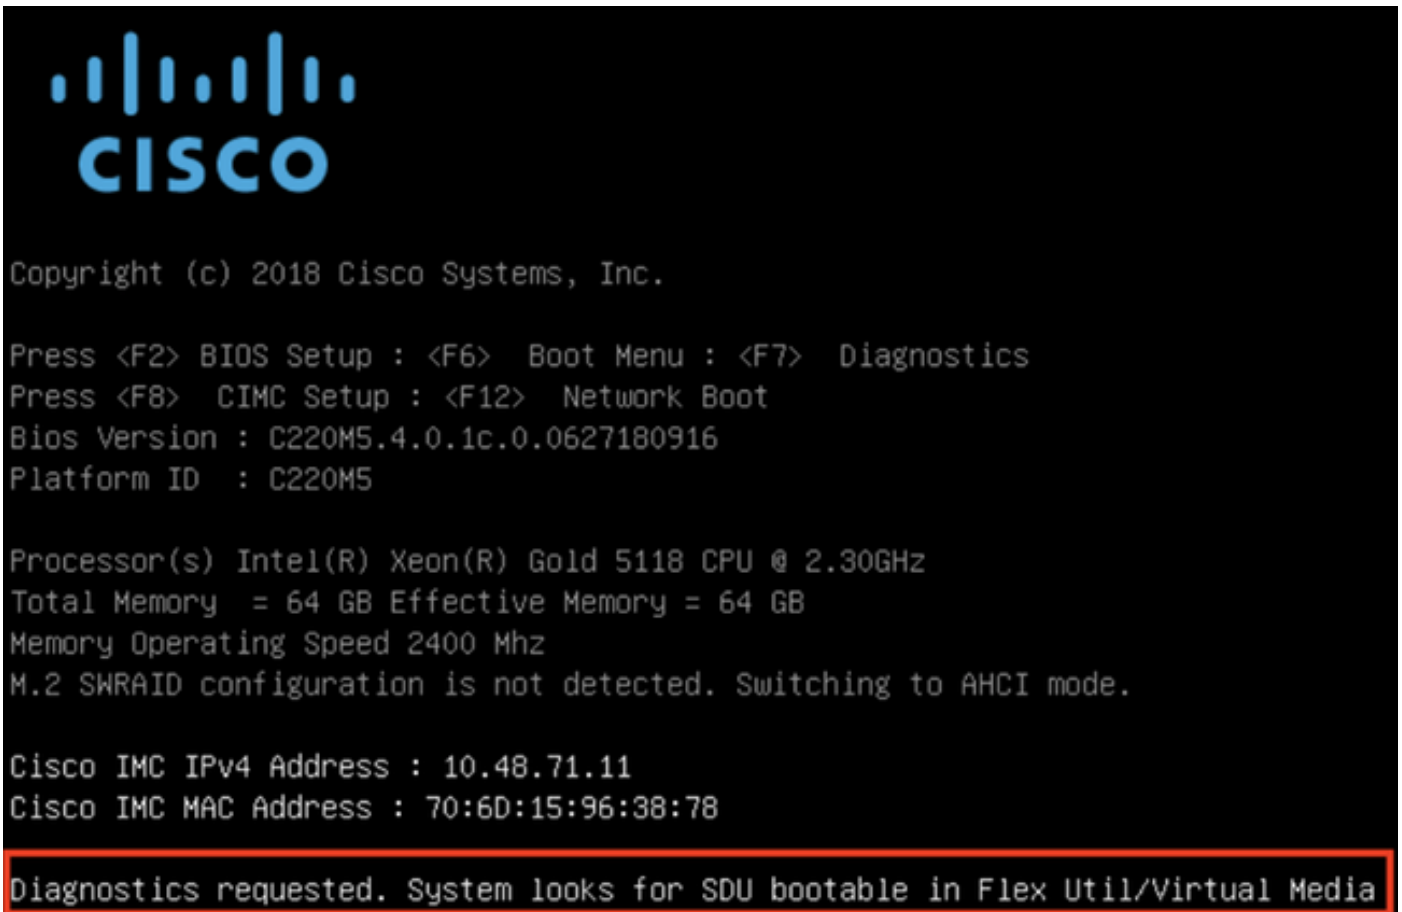 CISCO
Copyright (c) 2018 Cisco Systems, Inc.
Press <F2> BIOS Setup : <F6>  Boot Menu : <F7>  Diagnostics
Press <F8>  CIMC Setup : <F12>  Network Boot
Bios Version : C220M5.4.0.1c.0.0627180916
Platform ID  : C220M5
Processor(s) Intel(R) Xeon(R) Gold 5118 CPU @ 2.30GHz
Total Memory  = 64 GB Effective Memory = 64 GB
Memory Operating Speed 2400 Mhz
M.2 SWRAID configuration is not detected. Switching to AHCI mode.
Cisco IMC IPv4 Address : 10.48.71.11
Cisco IMC MAC Address : 70:6D:15:96:38:78
Diagnostics requested. System looks for SDU bootable in Flex Util/Virtual Media